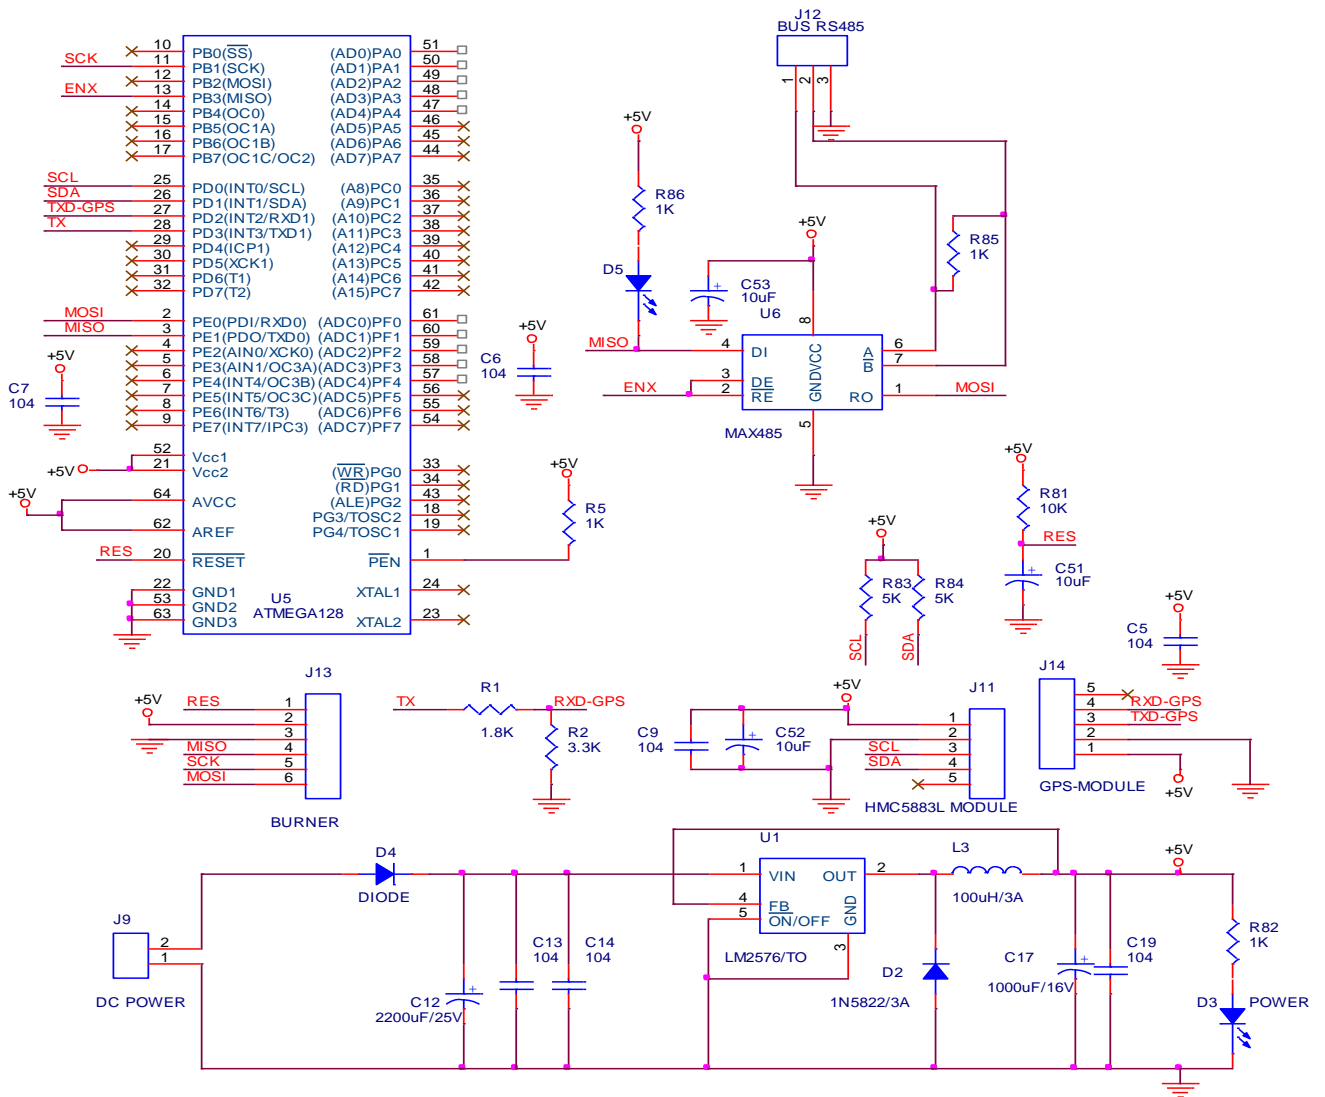 J12
BUS RS485
1 2 3
10 PB0(SS) (AD0)PA0 51
SCK 11 PB1(SCK) (AD1)PA1 50
12 PB2(MOSI) (AD2)PA2 49
ENX 13 PB3(MISO) (AD3)PA3 48
14 PB4(OC0) (AD4)PA4 47
15 PB5(OC1A) (AD5)PA5 46
16 PB6(OC1B) (AD6)PA6 45
17 PB7(OC1C/OC2) (AD7)PA7 44
SCL 25 PD0(INT0/SCL) (A8)PC0 35
SDA 26 PD1(INT1/SDA) (A9)PC1 36
TXD-GPS 27 PD2(INT2/RXD1) (A10)PC2 37
TX 28 PD3(INT3/TXD1) (A11)PC3 38
29 PD4(ICP1) (A12)PC4 39
30 PD5(XCK1) (A13)PC5 40
31 PD6(T1) (A14)PC6 41
32 PD7(T2) (A15)PC7 42
MOSI 2 PE0(PDI/RXD0) (ADC0)PF0 61
MISO 3 PE1(PDO/TXD0) (ADC1)PF1 60
4 PE2(AIN0/XCK0) (ADC2)PF2 59
5 PE3(AIN1/OC3A) (ADC3)PF3 58
6 PE4(INT4/OC3B) (ADC4)PF4 57
7 PE5(INT5/OC3C) (ADC5)PF5 56
8 PE6(INT6/T3) (ADC6)PF6 55
9 PE7(INT7/IPC3) (ADC7)PF7 54
52 Vcc1
+5V 21 Vcc2 (WR)PG0 33
(RD)PG1 34
+5V 64 AVCC (ALE)PG2 43
PG3/TOSC2 18
62 AREF PG4/TOSC1 19
RES 20 RESET PEN 1
22 GND1 XTAL1 24
53 GND2
63 GND3 XTAL2 23
U5
ATMEGA128
+5V
C7
104
+5V
C6
104
+5V
R5
1K
+5V
R86
1K
D5
+5V
C53
10uF
U6
8
MISO 4 DI A 6
B 7
3 DE
ENX 2 RE RO 1 MOSI
GND VCC
5
MAX485
R85
1K
+5V
R81
10K
RES
C51
10uF
+5V
R83 R84
5K 5K
SCL SDA
+5V
C5
104
J13
RES 1
+5V 2
3
MISO 4
SCK 5
MOSI 6
BURNER
TX R1 RXD-GPS
1.8K
R2
3.3K
+5V
C9
104
C52
10uF
J11
1
2
SCL 3
SDA 4
5
HMC5883L MODULE
J14
5
4 RXD-GPS
3 TXD-GPS
2
1
+5V
GPS-MODULE
J9
2
1
DC POWER
D4
DIODE
C12
2200uF/25V
C13
104
C14
104
U1
1 VIN OUT 2
4 FB
5 ON/OFF GND
3
LM2576/TO
L3
100uH/3A
D2
1N5822/3A
C17
1000uF/16V
C19
104
+5V
R82
1K
D3 POWER